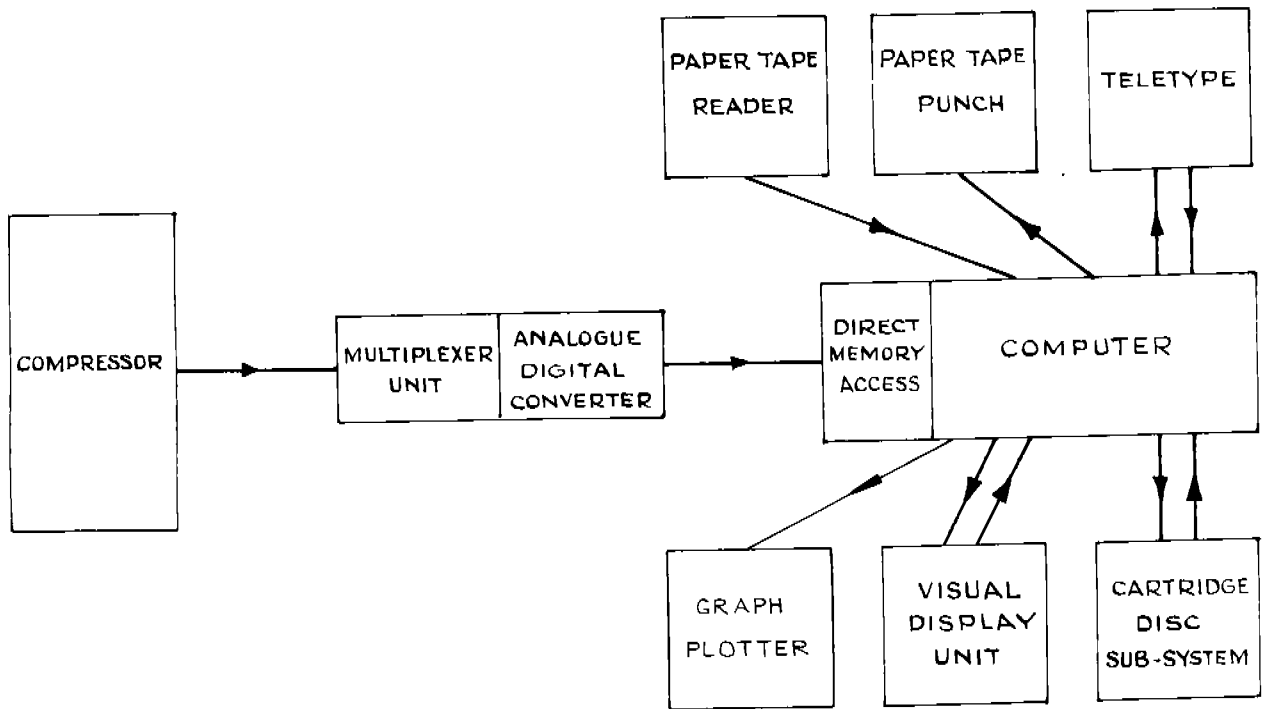 PAPER TAPE
READER
PAPER TAPE
PUNCH
TELETYPE
COMPRESSOR
MULTIPLEXER
UNIT
ANALOGUE
DIGITAL
CONVERTER
DIRECT
MEMORY
ACCESS
COMPUTER
GRAPH
PLOTTER
VISUAL
DISPLAY
UNIT
CARTRIDGE
DISC
SUB-SYSTEM